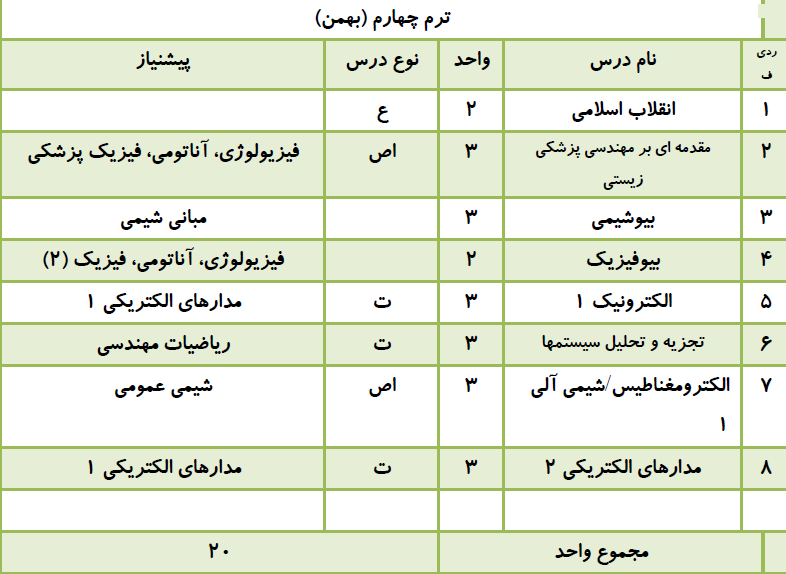 ترم چهارم (بهمن)
ردی
ف نام درس واحد نوع درس پیشنیاز
۱ انقلاب اسلامی ۲ ع
۲ مقدمه ای بر مهندسی پزشکی
زیستی ۳ اص فیزیولوژی، آناتومی، فیزیک پزشکی
۳ بیوشیمی ۳ مبانی شیمی
۴ بیوفیزیک ۲ فیزیولوژی، آناتومی، فیزیک (۲)
۵ الکترونیک ۱ ۳ ت مدارهای الکتریکی ۱
۶ تجزیه و تحلیل سیستمها ۳ ت ریاضیات مهندسی
۷ الکترومغناطیس/شیمی آلی
۱ ۳ اص شیمی عمومی
۸ مدارهای الکتریکی ۲ ۳ ت مدارهای الکتریکی ۱
مجموع واحد ۲۰